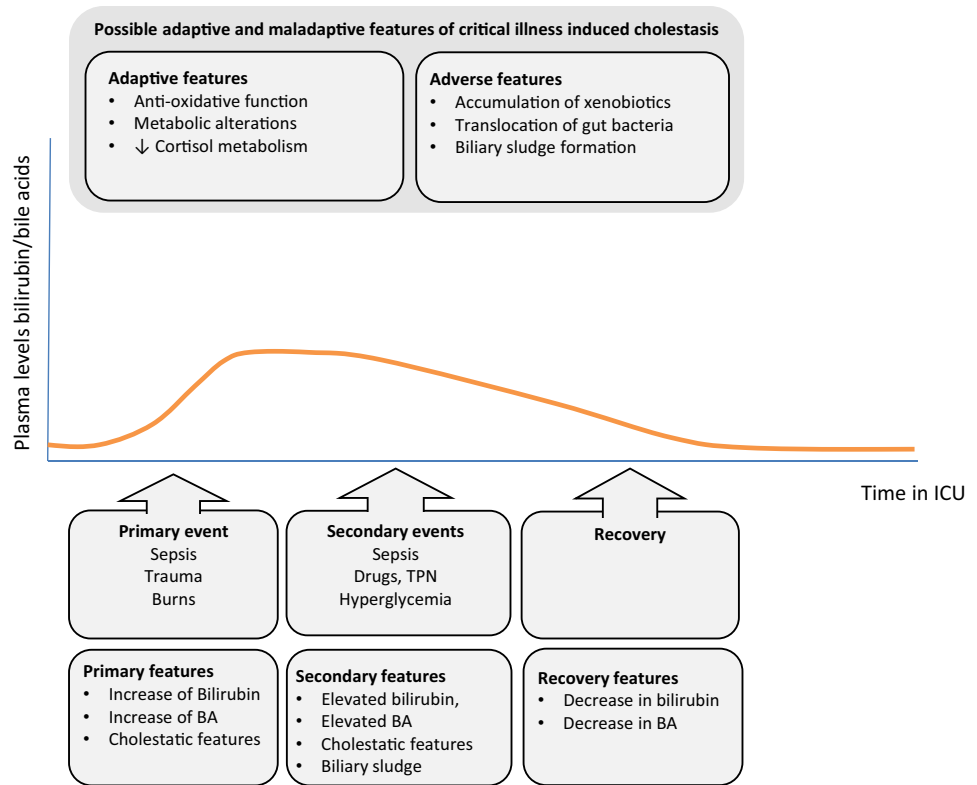 Possible adaptive and maladaptive features of critical illness induced cholestasis
Adaptive features
• Anti-oxidative function
• Metabolic alterations
• ↓ Cortisol metabolism
Adverse features
• Accumulation of xenobiotics
• Translocation of gut bacteria
• Biliary sludge formation
Plasma levels bilirubin/bile acids
Time in ICU
Primary event
Sepsis
Trauma
Burns
Secondary events
Sepsis
Drugs, TPN
Hyperglycemia
Recovery
Primary features
• Increase of Bilirubin
• Increase of BA
• Cholestatic features
Secondary features
• Elevated bilirubin,
• Elevated BA
• Cholestatic features
• Biliary sludge
Recovery features
• Decrease in bilirubin
• Decrease in BA